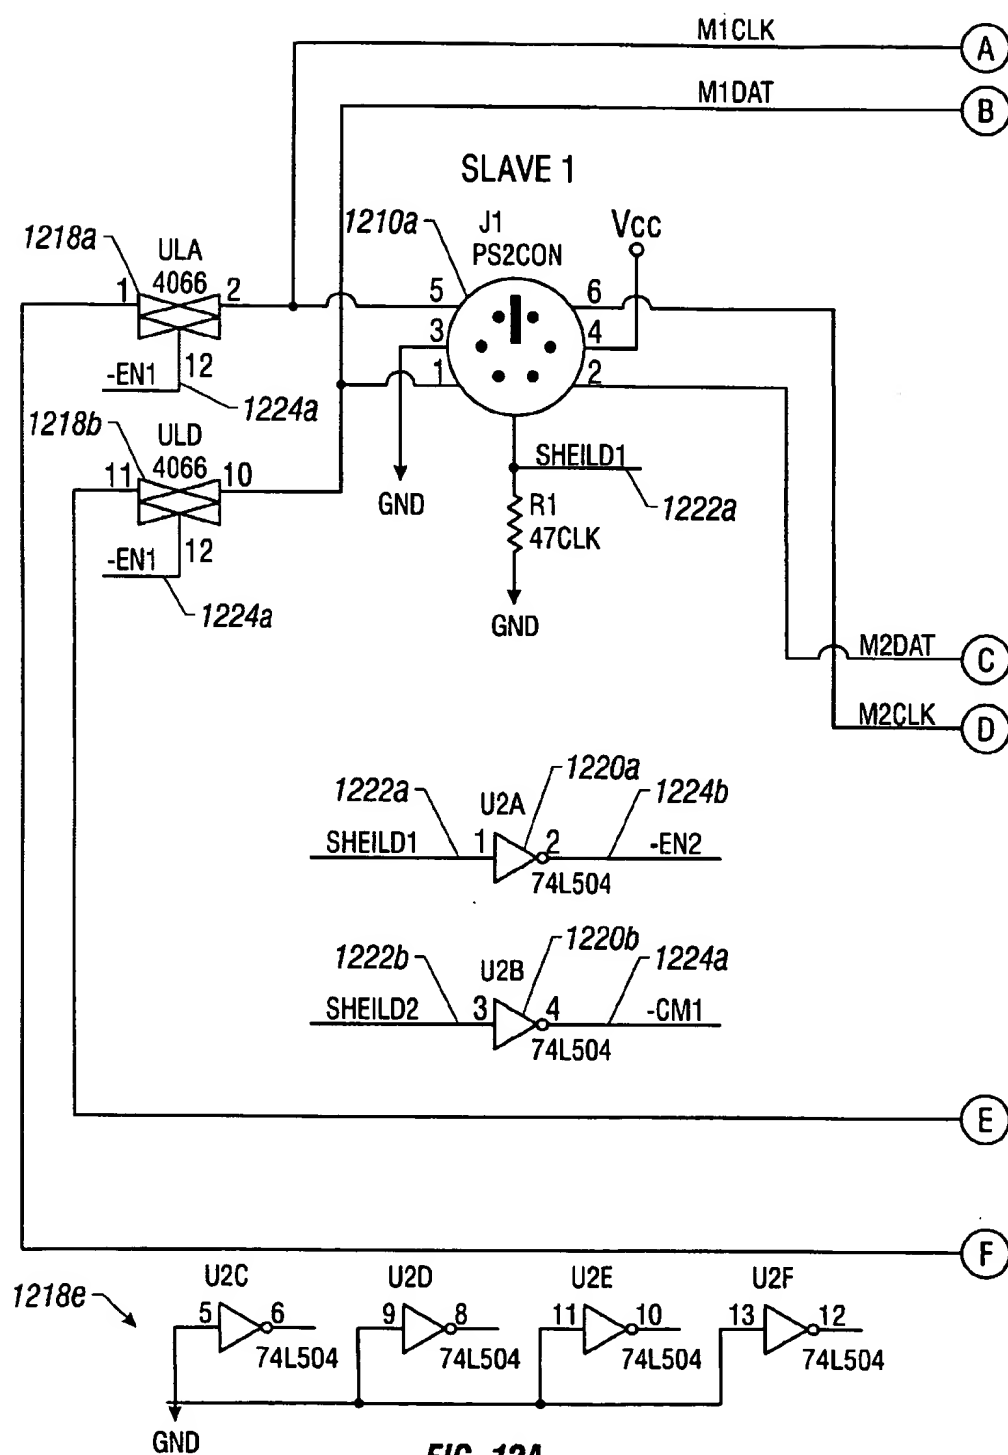 M1CLK
A
M1DAT
B
SLAVE 1
1210a
J1
PS2CON
Vcc
1218a
ULA
4066
1
2
5
6
3
4
1
2
-EN1
12
1224a
1218b
ULD
4066
11
10
GND
SHEILD1
1222a
R1
47CLK
-EN1
12
1224a
GND
M2DAT
C
M2CLK
D
1222a
U2A
1220a
1224b
SHEILD1
1
2
-EN2
74L504
1222b
U2B
1220b
1224a
SHEILD2
3
4
-CM1
74L504
E
F
1218e
U2C
U2D
U2E
U2F
5
6
9
8
11
10
13
12
74L504
74L504
74L504
74L504
GND